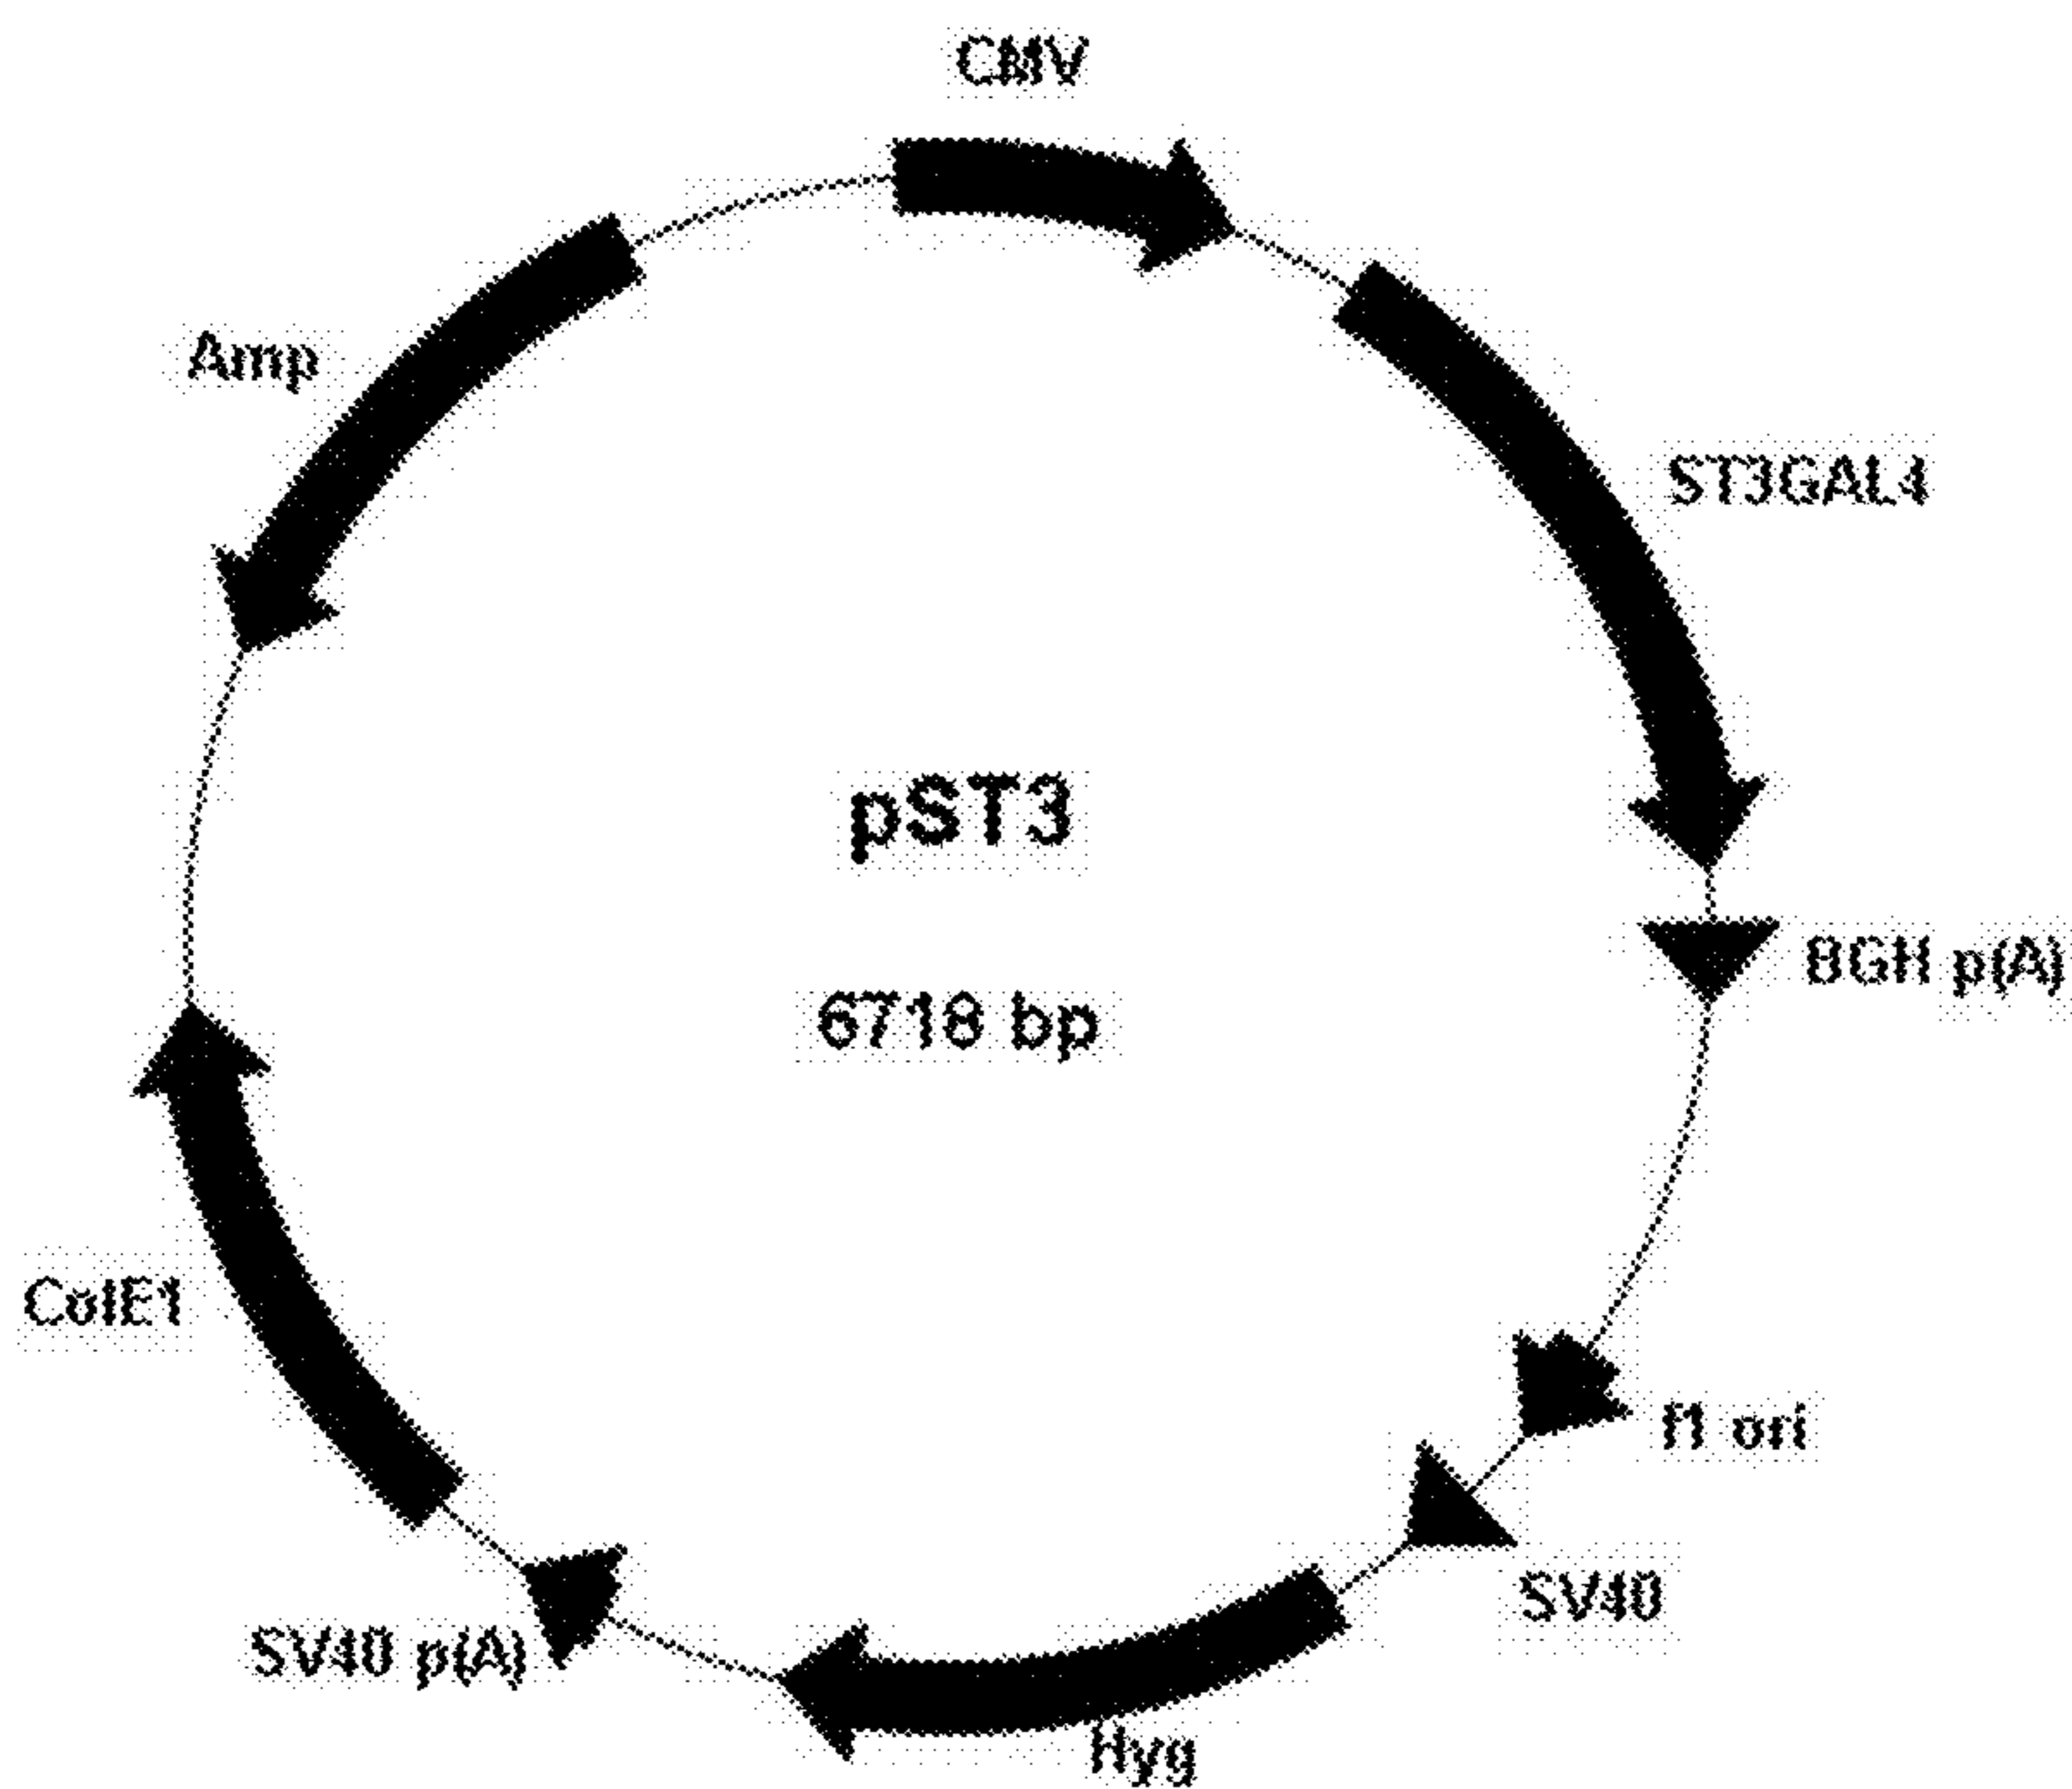 CMV
Amp
ST3GAL4
pST3
BGH p(A)
6718 bp
ColE1
f1 ori
SV40
SV40 p(A)
Hyg